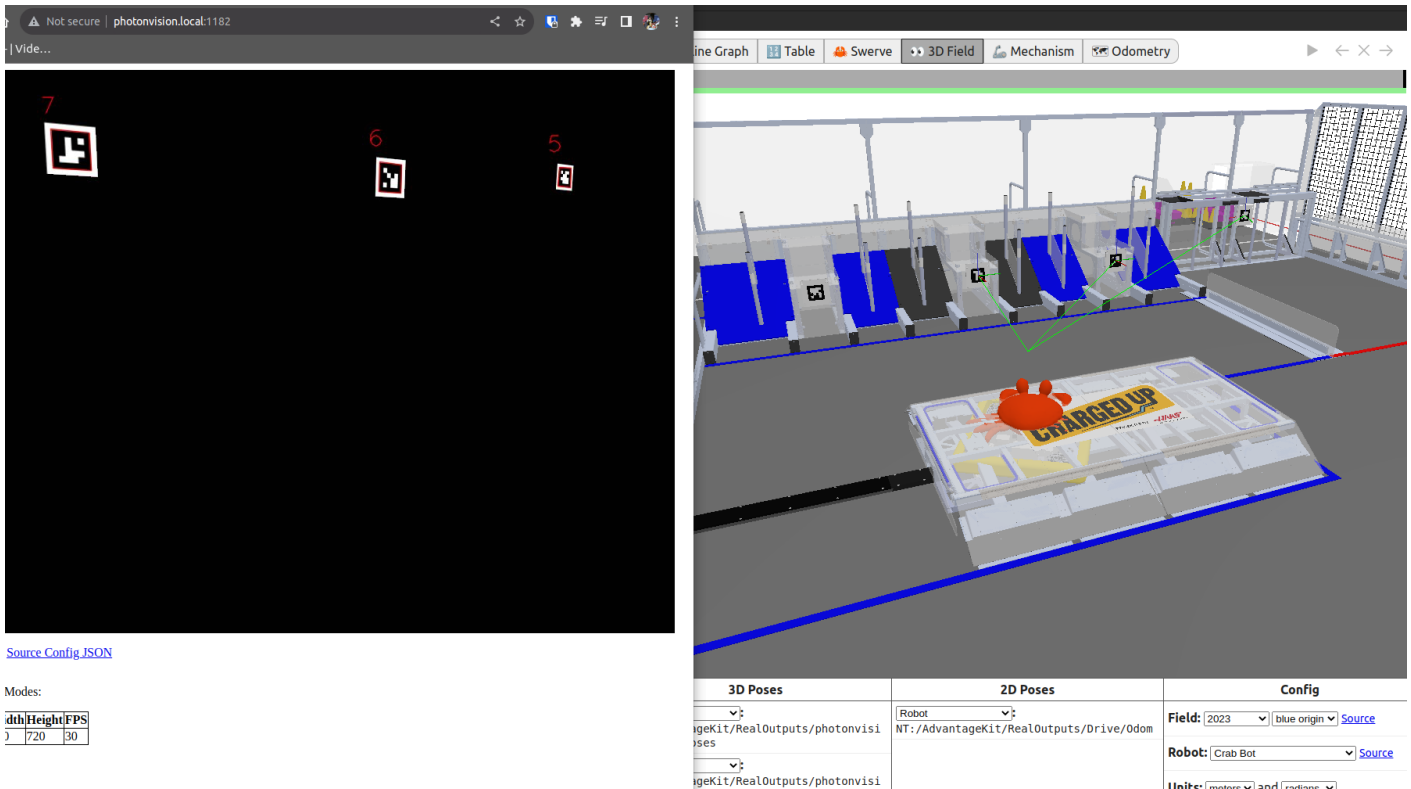 Not secure photonvision.local:1182
| Vide…
7
6
5
Source Config JSON
Modes:
Height FPS
720 30
ine Graph Table Swerve 3D Field Mechanism Odometry
CHARGED UP
HAAS
3D Poses 2D Poses Config
:
ageKit/RealOutputs/photonvisi
oses
:
ageKit/RealOutputs/photonvisi
Robot :
NT:/AdvantageKit/RealOutputs/Drive/Odom
Field: 2023 blue origin Source
Robot: Crab Bot Source
Units: meters and radians